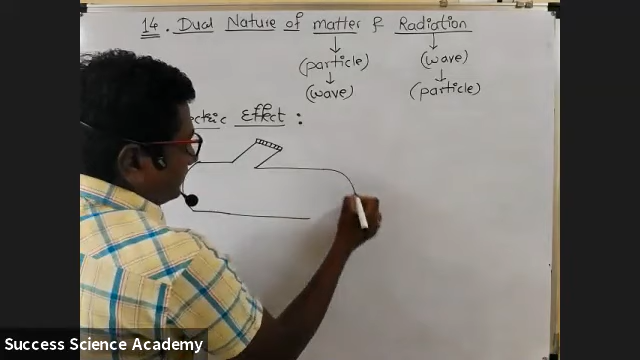 14. Dual Nature of matter & Radiation
(particle) (wave)
(wave) (particle)
Effect :
Success Science Academy